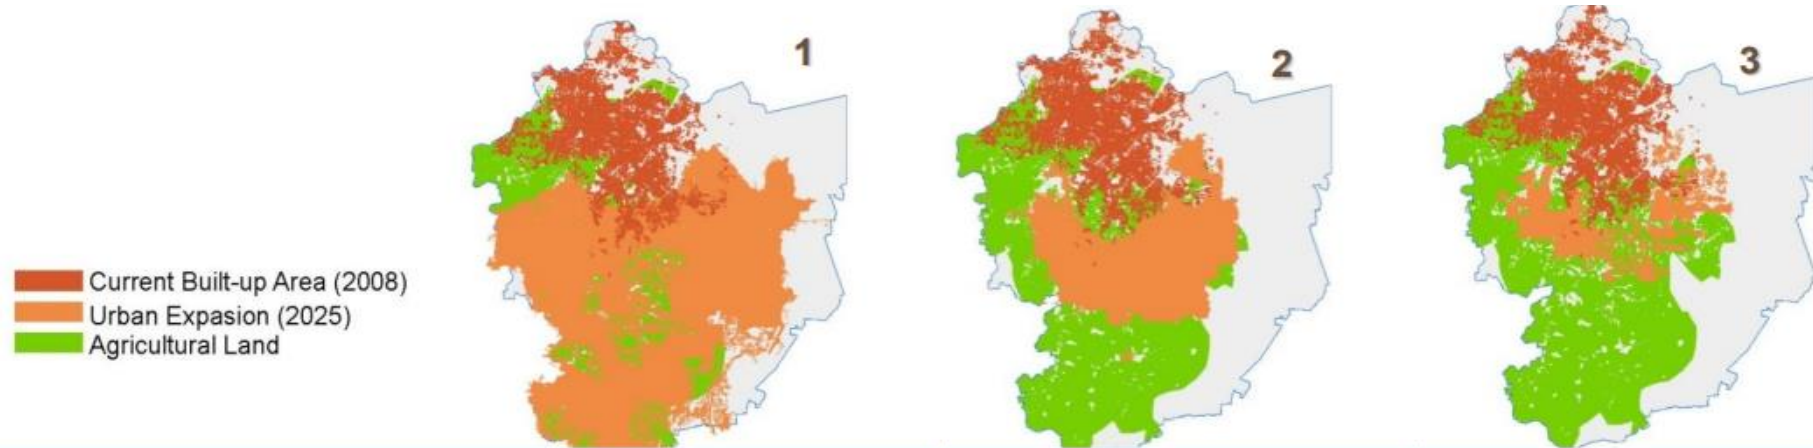 1
2
3
Current Built-up Area (2008)
Urban Expasion (2025)
Agricultural Land